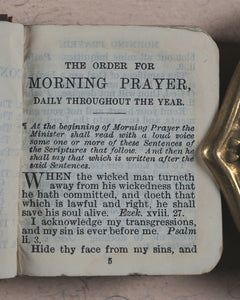 THE ORDER FOR
MORNING PRAYER,
DAILY THROUGHOUT THE YEAR.
¶ At the beginning of Morning Prayer the
Minister shall read with a loud voice
some one or more of these Sentences of
the Scriptures that follow. And then he
shall say that which is written after the
said Sentences.
WHEN the wicked man turneth
away from his wickedness that
he hath committed, and doeth that
which is lawful and right, he shall
save his soul alive. Ezek. xviii. 27.
I acknowledge my transgressions,
and my sin is ever before me. Psalm
li. 3.
Hide thy face from my sins, and
5